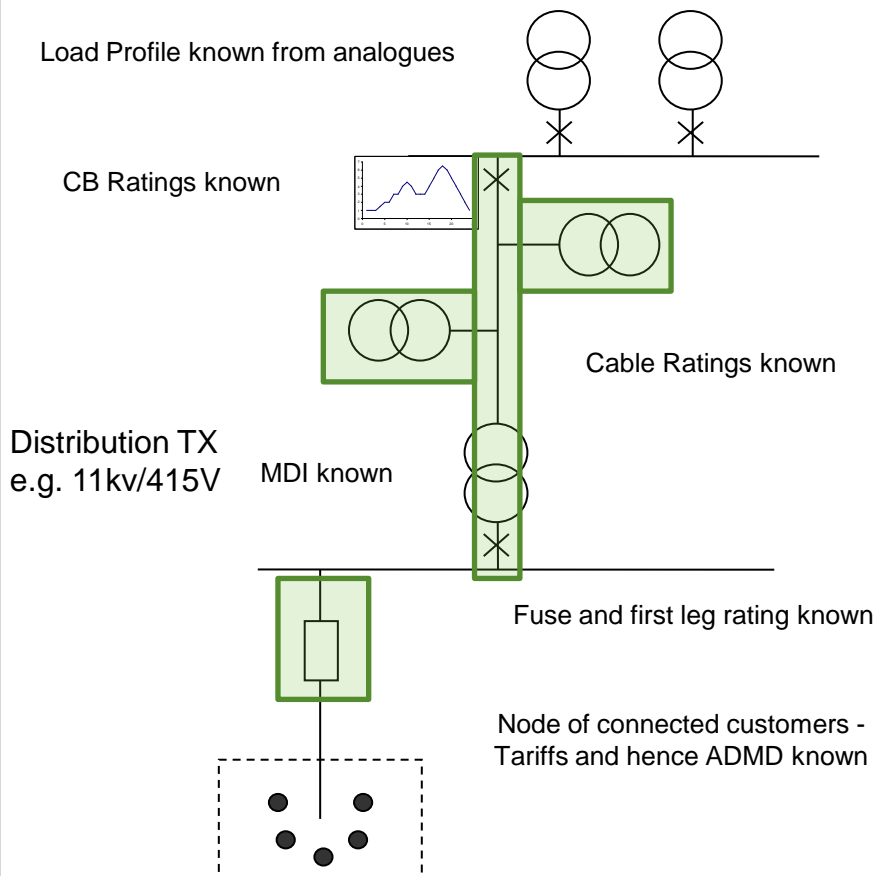 Load Profile known from analogues
CB Ratings known
Cable Ratings known
Distribution TX
e.g. 11kv/415V
MDI known
Fuse and first leg rating known
Node of connected customers -
Tariffs and hence ADMD known